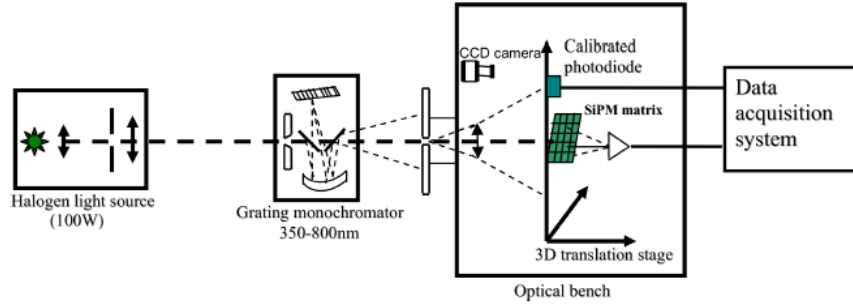 CCD camera
Calibrated
photodiode
SiPM matrix
Data
acquisition
system
Halogen light source
(100W)
Grating monochromator
350-800nm
3D translation stage
Optical bench